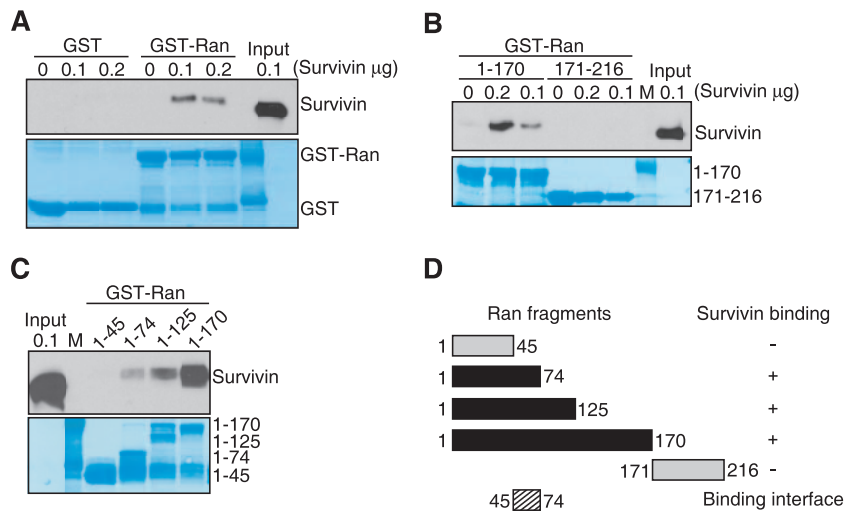 A
GST GST-Ran Input
0 0.1 0.2 0 0.1 0.2 0.1 (Survivin μg)
Survivin
GST-Ran
GST
B
GST-Ran
1-170 171-216 Input
0 0.2 0.1 0 0.2 0.1 M 0.1 (Survivin μg)
Survivin
1-170
171-216
C
GST-Ran
Input
0.1 M 1-45 1-74 1-125 1-170
Survivin
1-170
1-125
1-74
1-45
D
Ran fragments Survivin binding
1 45 -
1 74 +
1 125 +
1 170 +
171 216 -
45 74 Binding interface